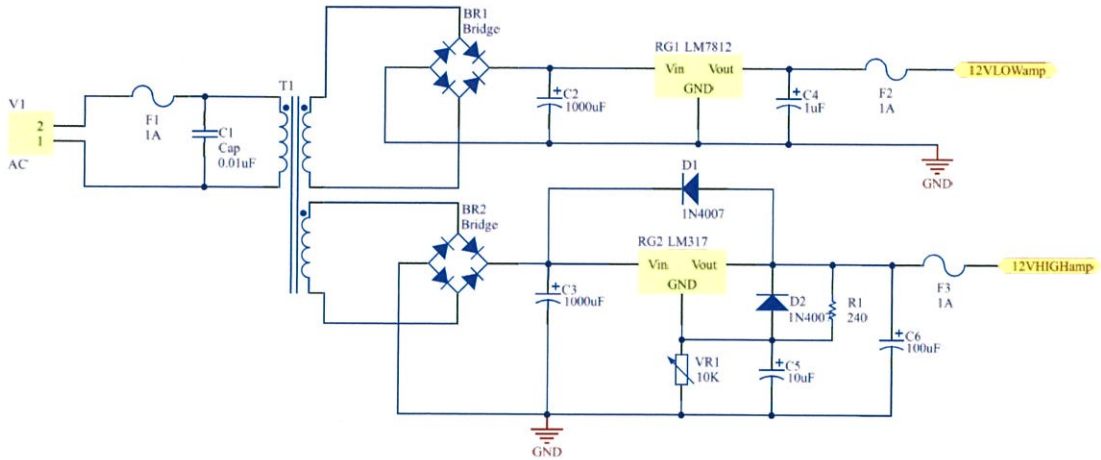 BR1
Bridge
RG1 LM7812
Vin Vout
GND
T1
V1
2
1
AC
F1
1A
C1
Cap
0.01uF
C2
1000uF
C4
1uF
F2
1A
12VLOWamp
GND
D1
1N4007
BR2
Bridge
RG2 LM317
Vin Vout
GND
C3
1000uF
D2
1N4007
R1
240
F3
1A
12VHIGHamp
VR1
10K
C5
10uF
C6
100uF
GND